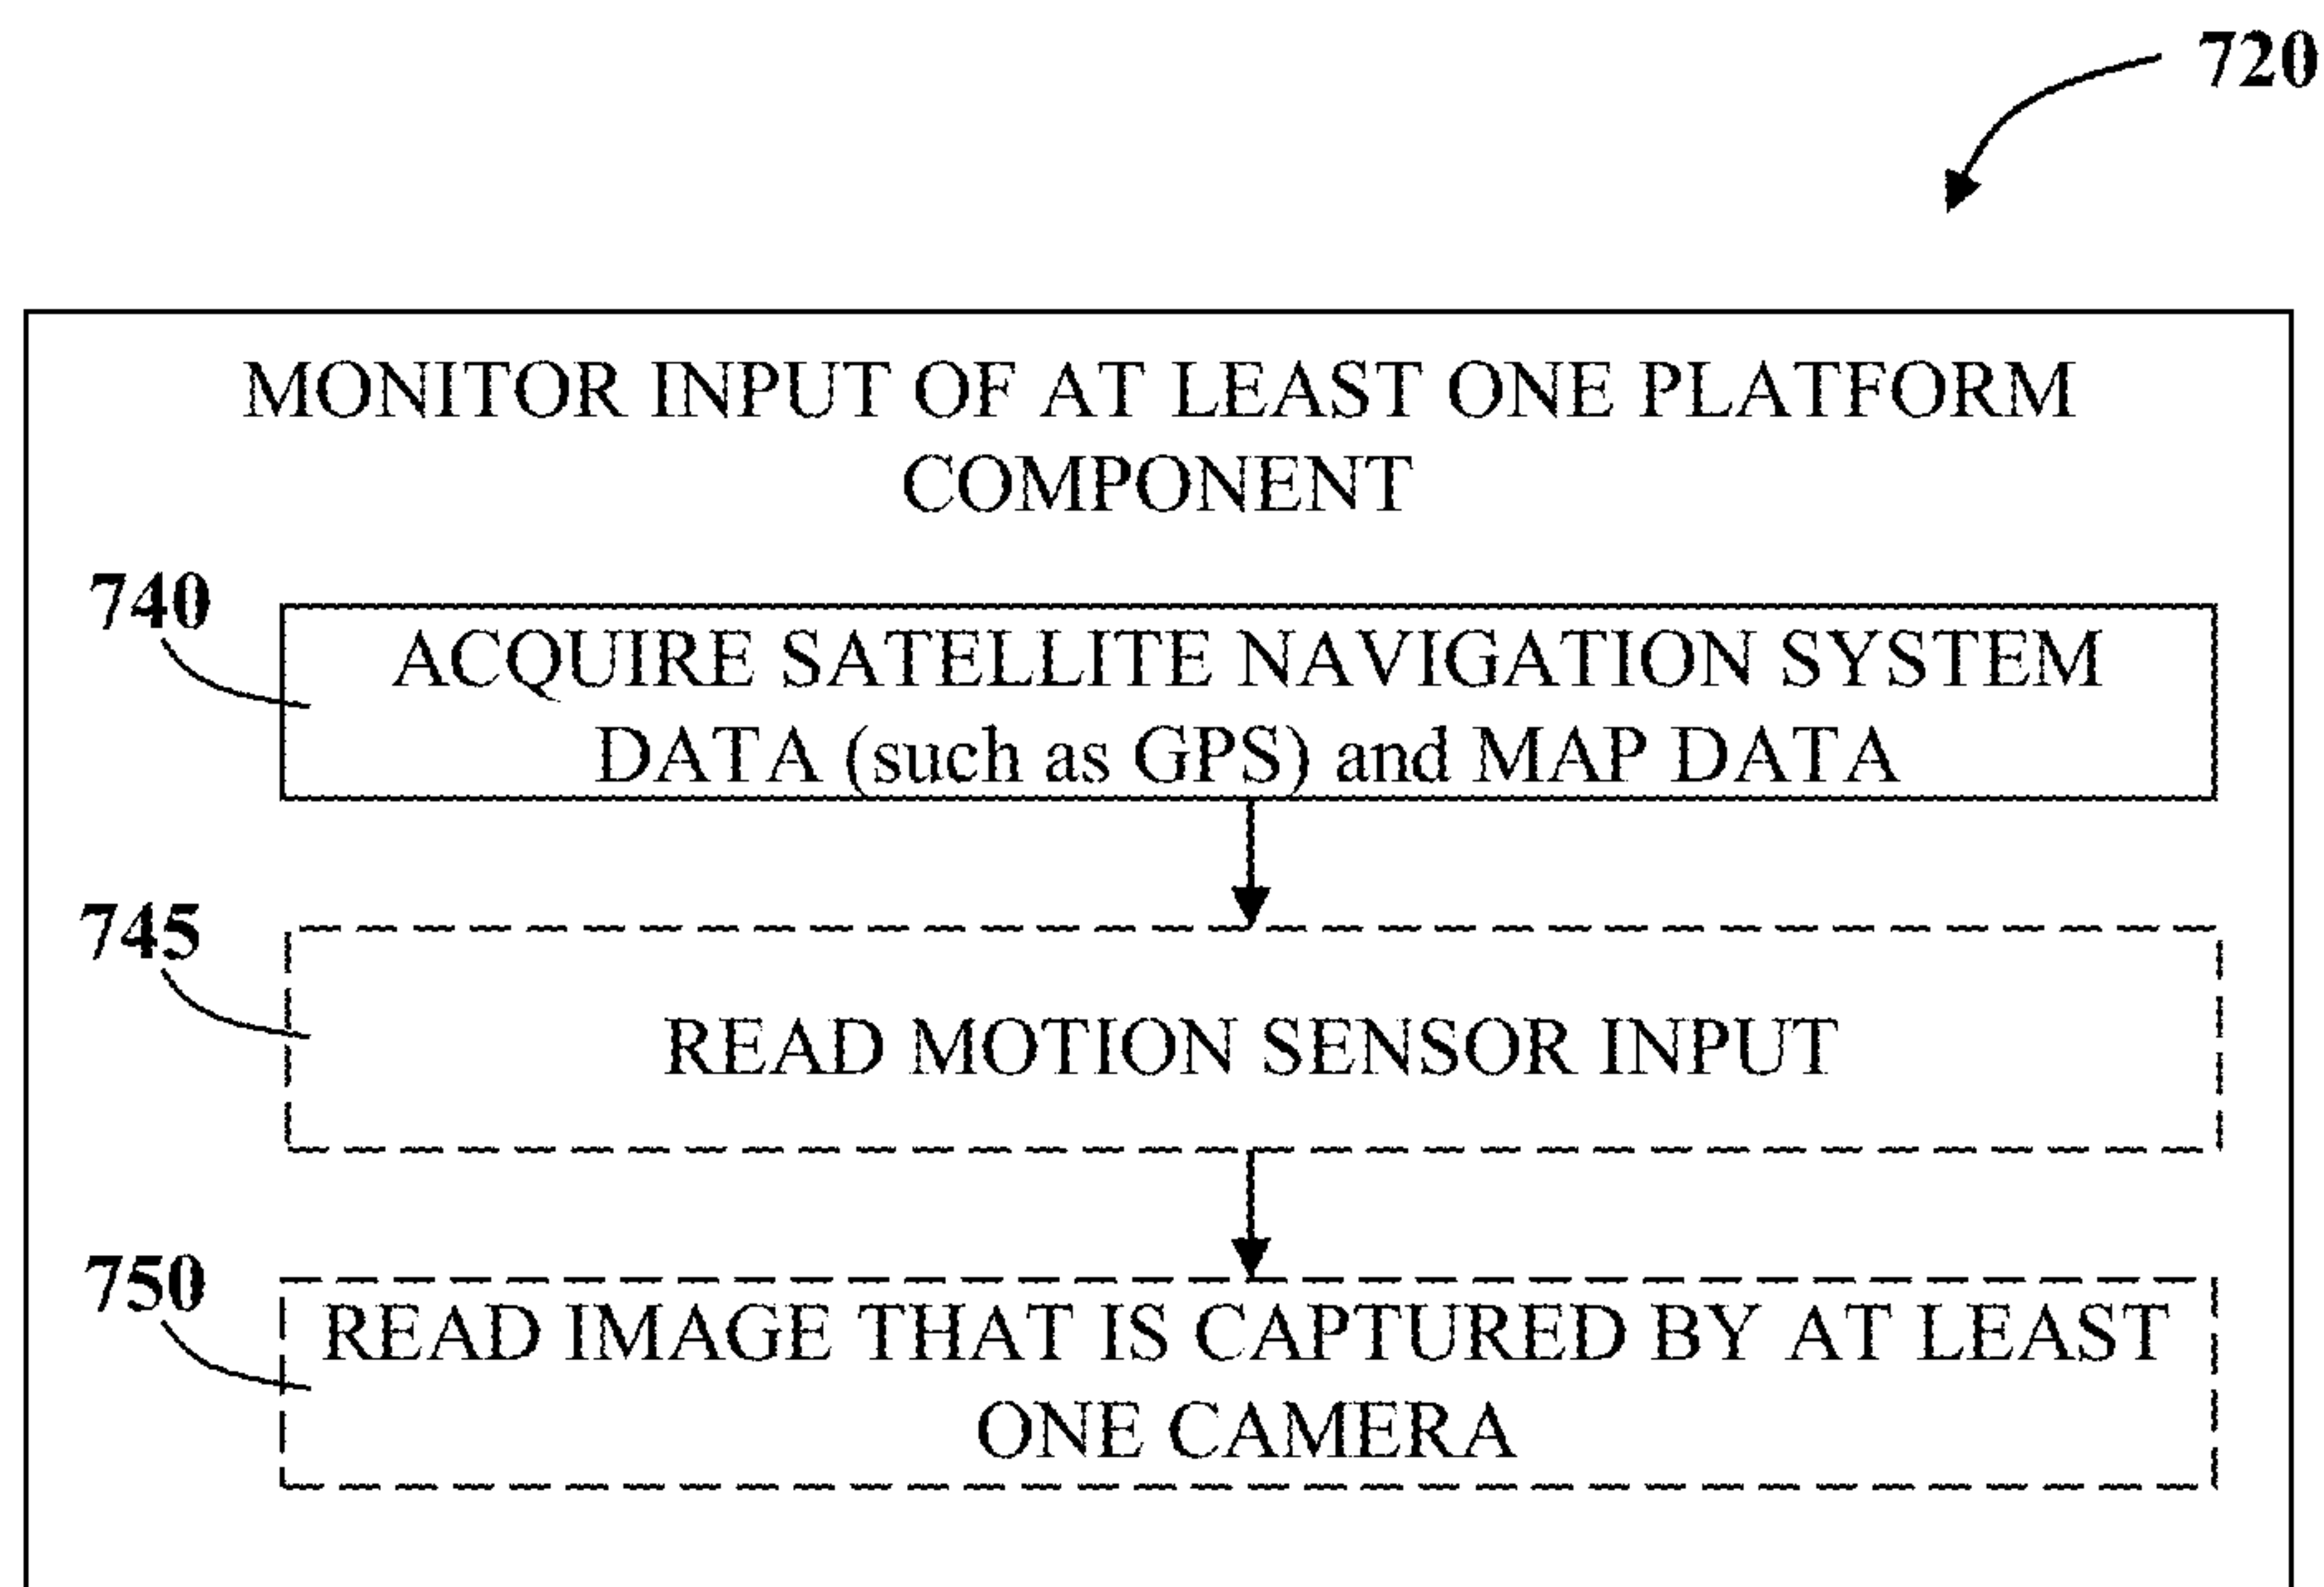 720
MONITOR INPUT OF AT LEAST ONE PLATFORM
COMPONENT
740
ACQUIRE SATELLITE NAVIGATION SYSTEM
DATA (such as GPS) and MAP DATA
745
READ MOTION SENSOR INPUT
750
READ IMAGE THAT IS CAPTURED BY AT LEAST
ONE CAMERA